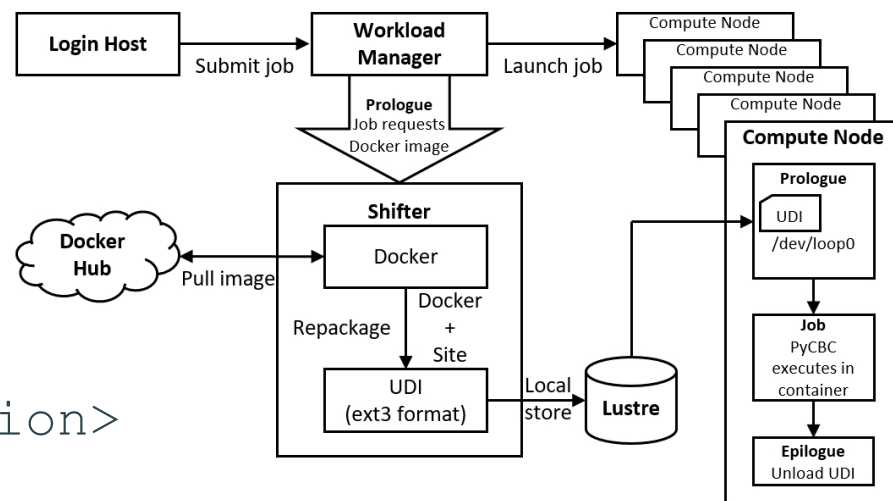 Login Host
Submit job
Workload
Manager
Launch job
Compute Node
Compute Node
Compute Node
Compute Node
Compute Node
Prologue
Job requests
Docker image
Shifter
Docker
Docker
Hub
Pull image
Repackage
Docker
+
Site
UDI
(ext3 format)
Local
store
Lustre
Prologue
UDI
/dev/loop0
Job
PyCBC
executes in
container
Epilogue
Unload UDI
ion>